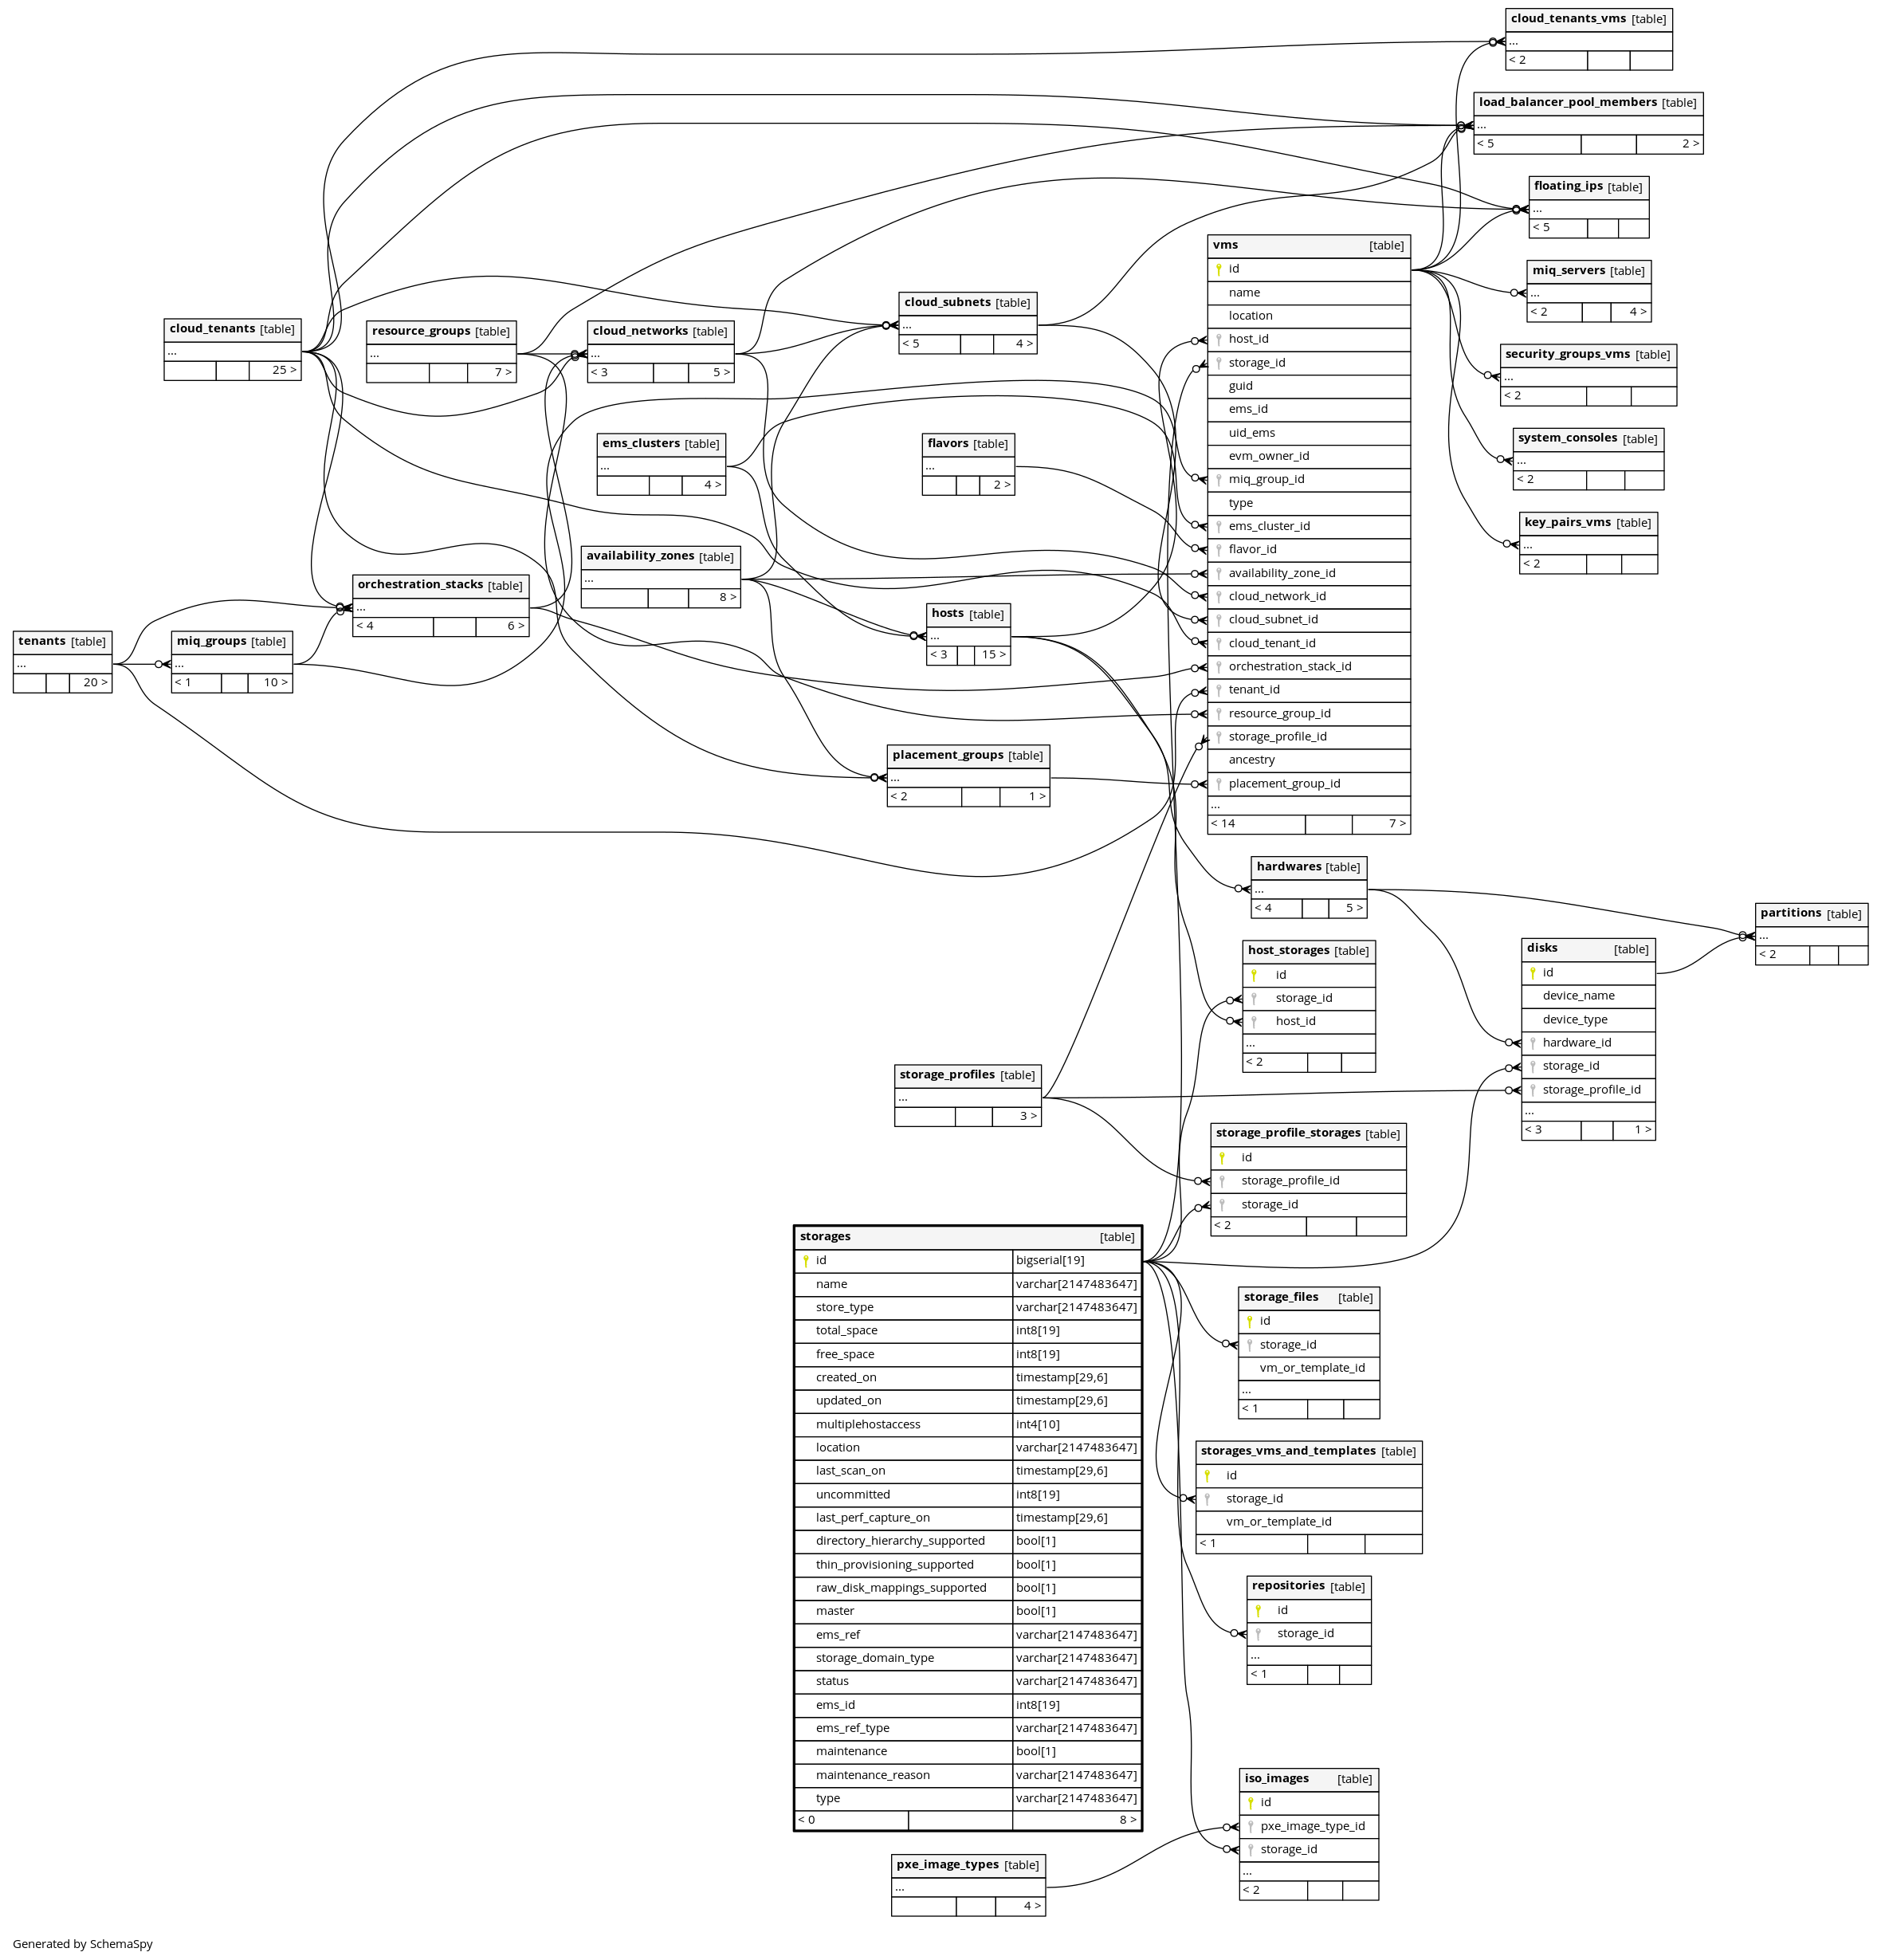 cloud_tenants_vms [table]
...
< 2
load_balancer_pool_members [table]
...
< 5 2 >
floating_ips [table]
...
< 5
miq_servers [table]
...
< 2 4 >
security_groups_vms [table]
...
< 2
system_consoles [table]
...
< 2
key_pairs_vms [table]
...
< 2
vms [table]
id
name
location
host_id
storage_id
guid
ems_id
uid_ems
evm_owner_id
miq_group_id
type
ems_cluster_id
flavor_id
availability_zone_id
cloud_network_id
cloud_subnet_id
cloud_tenant_id
orchestration_stack_id
tenant_id
resource_group_id
storage_profile_id
ancestry
placement_group_id
...
< 14 7 >
cloud_tenants [table]
...
25 >
resource_groups [table]
...
7 >
cloud_networks [table]
...
< 3 5 >
cloud_subnets [table]
...
< 5 4 >
ems_clusters [table]
...
4 >
flavors [table]
...
2 >
availability_zones [table]
...
8 >
orchestration_stacks [table]
...
< 4 6 >
hosts [table]
...
< 3 15 >
tenants [table]
...
20 >
miq_groups [table]
...
< 1 10 >
placement_groups [table]
...
< 2 1 >
hardwares [table]
...
< 4 5 >
partitions [table]
...
< 2
disks [table]
id
device_name
device_type
hardware_id
storage_id
storage_profile_id
...
< 3 1 >
host_storages [table]
id
storage_id
host_id
...
< 2
storage_profiles [table]
...
3 >
storage_profile_storages [table]
id
storage_profile_id
storage_id
< 2
storages [table]
id bigserial[19]
name varchar[2147483647]
store_type varchar[2147483647]
total_space int8[19]
free_space int8[19]
created_on timestamp[29,6]
updated_on timestamp[29,6]
multiplehostaccess int4[10]
location varchar[2147483647]
last_scan_on timestamp[29,6]
uncommitted int8[19]
last_perf_capture_on timestamp[29,6]
directory_hierarchy_supported bool[1]
thin_provisioning_supported bool[1]
raw_disk_mappings_supported bool[1]
master bool[1]
ems_ref varchar[2147483647]
storage_domain_type varchar[2147483647]
status varchar[2147483647]
ems_id int8[19]
ems_ref_type varchar[2147483647]
maintenance bool[1]
maintenance_reason varchar[2147483647]
type varchar[2147483647]
< 0 8 >
storage_files [table]
id
storage_id
vm_or_template_id
...
< 1
storages_vms_and_templates [table]
id
storage_id
vm_or_template_id
< 1
repositories [table]
id
storage_id
...
< 1
iso_images [table]
id
pxe_image_type_id
storage_id
...
< 2
pxe_image_types [table]
...
4 >
Generated by SchemaSpy